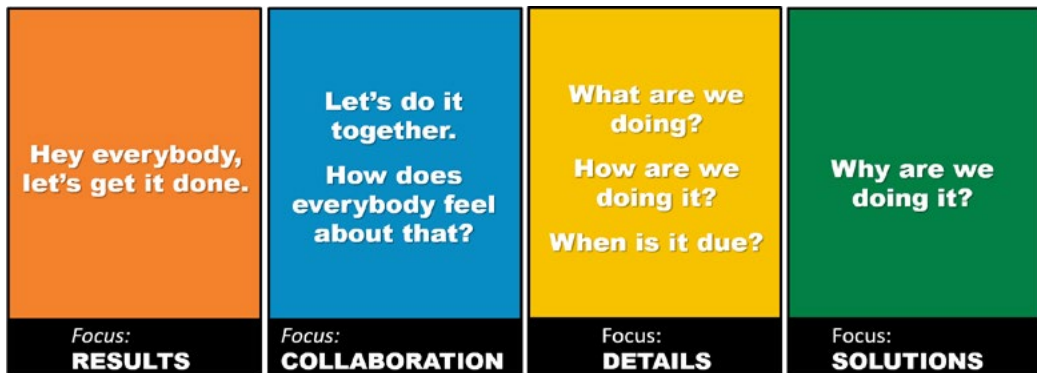 Hey everybody,
let's get it done.
Focus:
RESULTS
Let's do it
together.
How does
everybody feel
about that?
Focus:
COLLABORATION
What are we
doing?
How are we
doing it?
When is it due?
Focus:
DETAILS
Why are we
doing it?
Focus:
SOLUTIONS